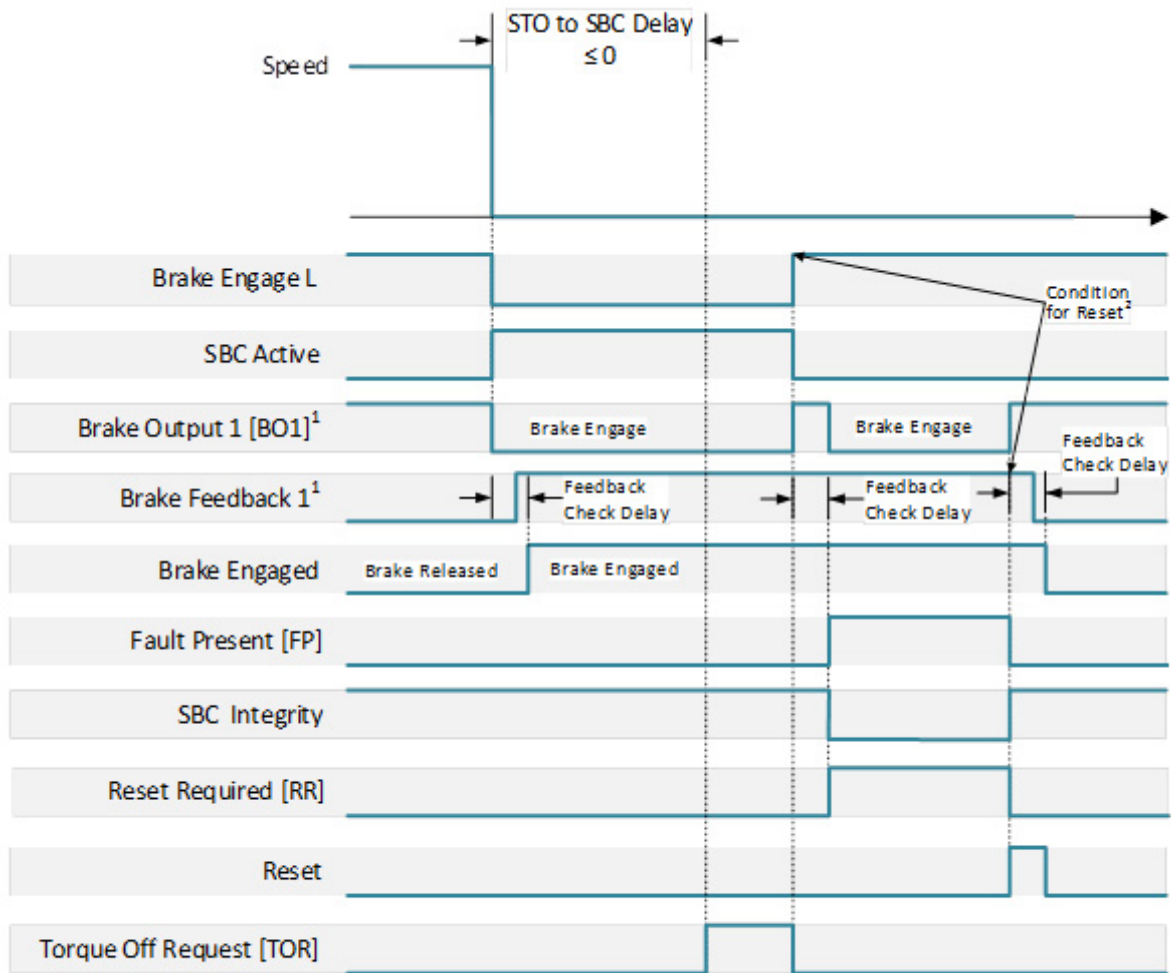 STO to SBC Delay
≤ 0
Speed
Brake Engage L
Condition
for Reset²
SBC Active
Brake Output 1 [BO1]¹
Brake Engage
Brake Engage
Feedback
Check Delay
Brake Feedback 1¹
Feedback
Check Delay
Feedback
Check Delay
Brake Engaged
Brake Released
Brake Engaged
Fault Present [FP]
SBC Integrity
Reset Required [RR]
Reset
Torque Off Request [TOR]